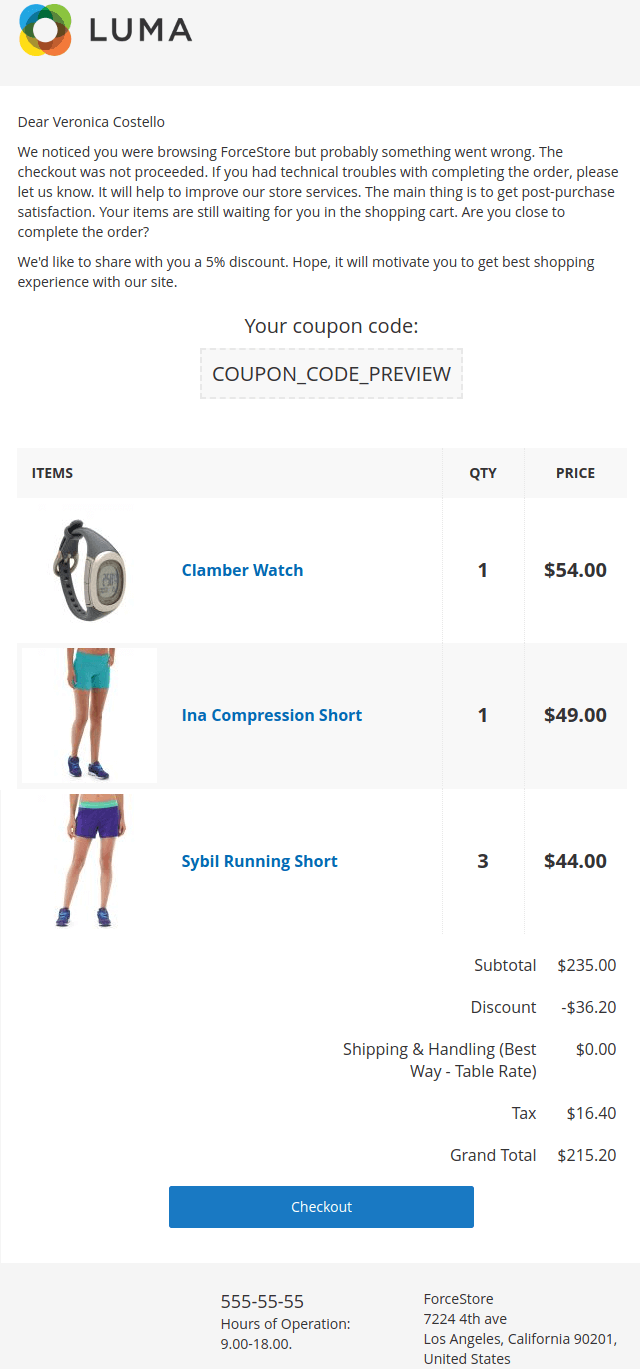 LUMA
Dear Veronica Costello
We noticed you were browsing ForceStore but probably something went wrong. The
checkout was not proceeded. If you had technical troubles with completing the order, please
let us know. It will help to improve our store services. The main thing is to get post-purchase
satisfaction. Your items are still waiting for you in the shopping cart. Are you close to
complete the order?
We'd like to share with you a 5% discount. Hope, it will motivate you to get best shopping
experience with our site.
Your coupon code:
COUPON_CODE_PREVIEW
ITEMS QTY PRICE
Clamber Watch 1 $54.00
Ina Compression Short 1 $49.00
Sybil Running Short 3 $44.00
Subtotal $235.00
Discount -$36.20
Shipping & Handling (Best $0.00
Way - Table Rate)
Tax $16.40
Grand Total $215.20
Checkout
555-55-55
Hours of Operation:
9.00-18.00.
ForceStore
7224 4th ave
Los Angeles, California 90201,
United States